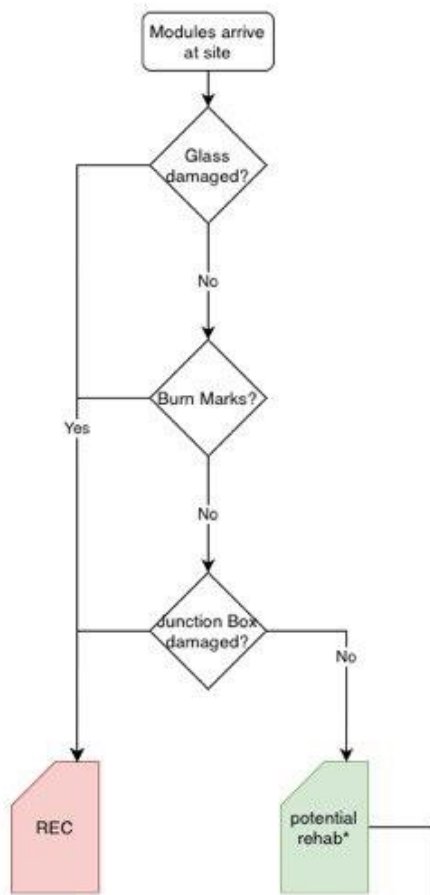 Modules arrive
at site
Glass
damaged?
No
Burn Marks?
Yes
No
Junction Box
damaged?
No
REC
potential
rehab*